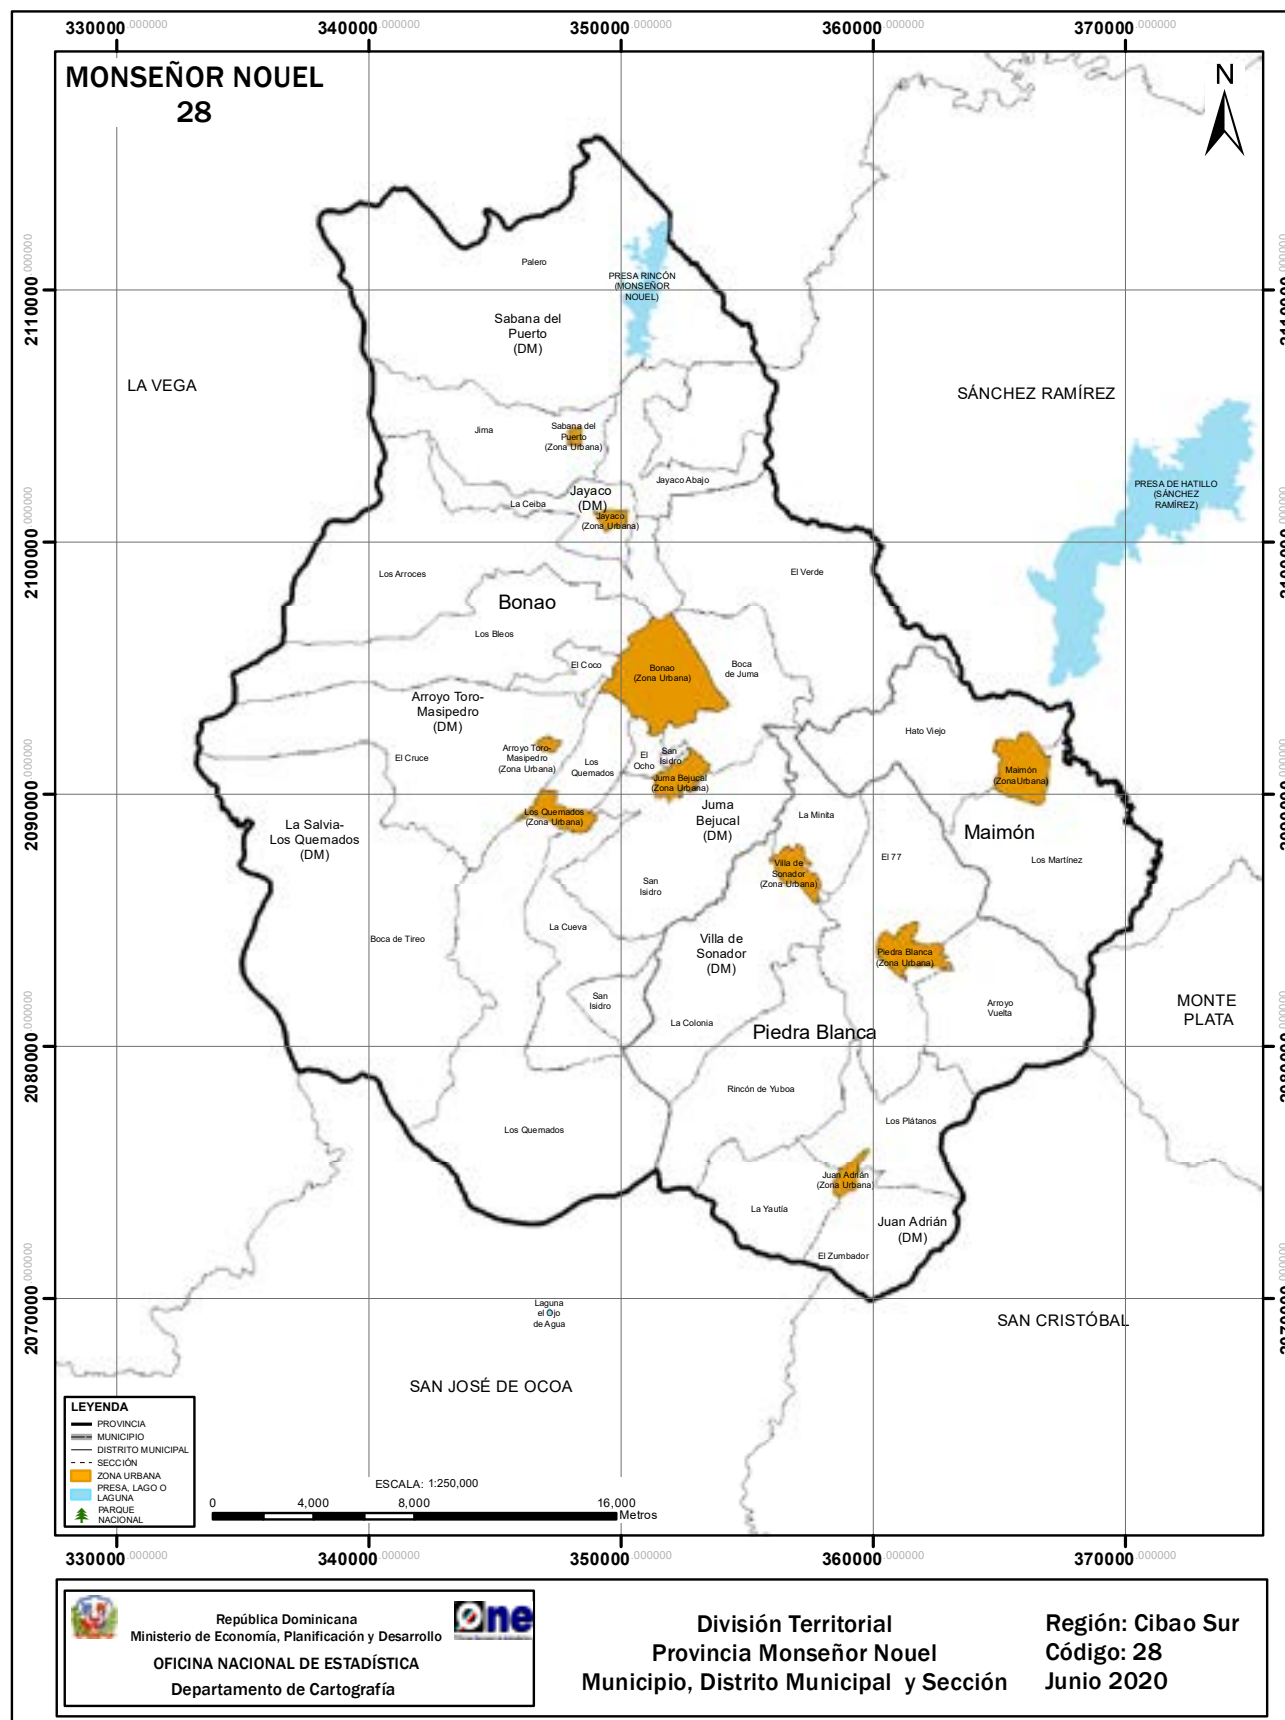 330000.000000
340000.000000
350000.000000
360000.000000
370000.000000
MONSEÑOR NOUEL
28
N
2110000.000000
2110000.000000
2100000.000000
2100000.000000
2090000.000000
2090000.000000
2080000.000000
2080000.000000
2070000.000000
2070000.000000
Palero
PRESA RINCÓN
(MONSEÑOR
NOUEL)
Sabana del
Puerto
(DM)
LA VEGA
SÁNCHEZ RAMÍREZ
Jima
Sabana del
Puerto
(Zona Urbana)
Jayaco Abajo
PRESA DE HATILLO
(SÁNCHEZ
RAMÍREZ)
Jayaco
(DM)
La Ceiba
Jayaco
(Zona Urbana)
Los Arroces
El Verde
Bonao
Los Bleos
El Coco
Bonao
(Zona Urbana)
Boca
de Juma
Arroyo Toro-
Masipedro
(DM)
Hato Viejo
El Cruce
Arroyo Toro-
Masipedro
(Zona Urbana)
Los
Quemados
El
Ocho
San
Isidro
Maimón
(Zona Urbana)
Juma Bejucal
(Zona Urbana)
Los Quemados
(Zona Urbana)
Juma
Bejucal
(DM)
La Minita
La Salvia-
Los Quemados
(DM)
Maimón
El 77
Los Martínez
Villa de
Sonador
(Zona Urbana)
San
Isidro
La Cueva
Boca de Tireo
Villa de
Sonador
(DM)
Piedra Blanca
(Zona Urbana)
San
Isidro
Arroyo
Vuelta
MONTE
PLATA
La Colonia
Piedra Blanca
Rincón de Yuboa
Los Quemados
Los Plátanos
Juan Adrián
(Zona Urbana)
La Yautía
Juan Adrián
(DM)
El Zumbador
Laguna
el Ojo
de Agua
SAN CRISTÓBAL
SAN JOSÉ DE OCOA
LEYENDA
PROVINCIA
MUNICIPIO
DISTRITO MUNICIPAL
SECCIÓN
ZONA URBANA
PRESA, LAGO O
LAGUNA
PARQUE
NACIONAL
ESCALA: 1:250,000
0 4,000 8,000 16,000
Metros
330000.000000
340000.000000
350000.000000
360000.000000
370000.000000
República Dominicana
Ministerio de Economía, Planificación y Desarrollo
OFICINA NACIONAL DE ESTADÍSTICA
Departamento de Cartografía
One
División Territorial
Provincia Monseñor Nouel
Municipio, Distrito Municipal y Sección
Región: Cibao Sur
Código: 28
Junio 2020